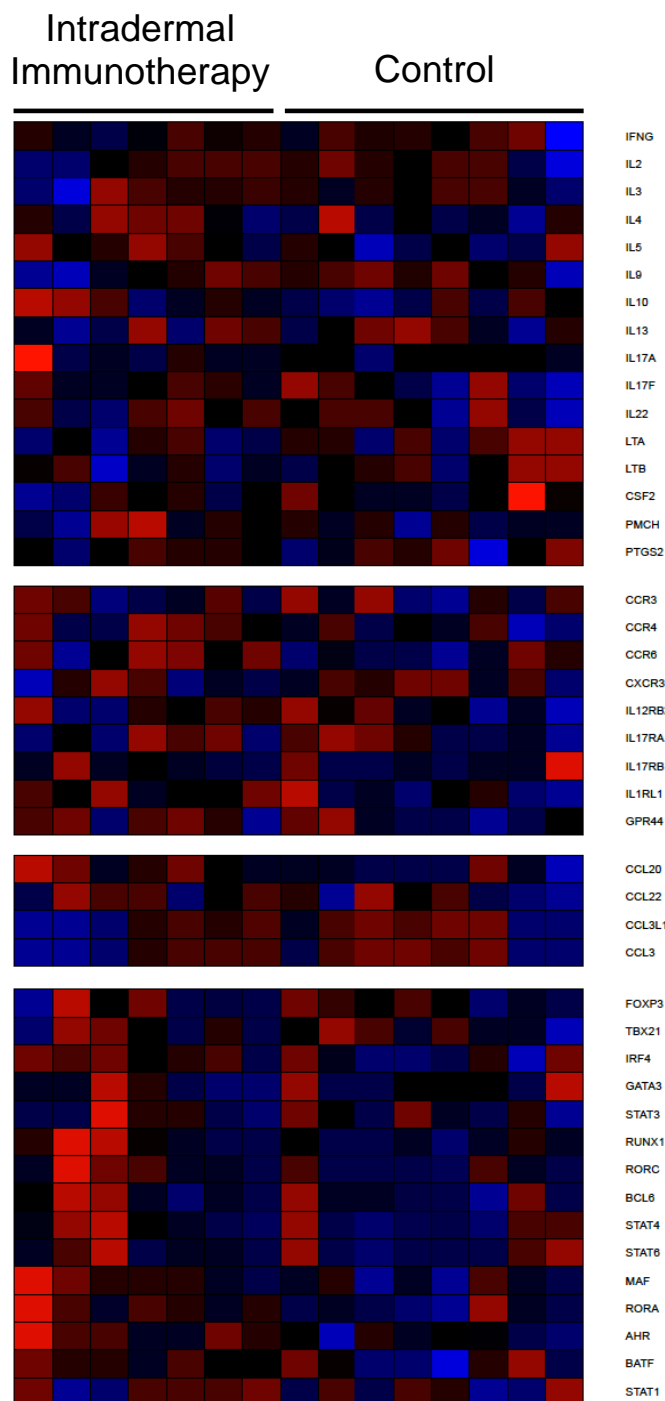 Intradermal
Immunotherapy
Control
IFNG
IL2
IL3
IL4
IL5
IL9
IL10
IL13
IL17A
IL17F
IL22
LTA
LTB
CSF2
PMCH
PTGS2
CCR3
CCR4
CCR6
CXCR3
IL12RB
IL17RA
IL17RB
IL1RL1
GPR44
CCL20
CCL22
CCL3L1
CCL3
FOXP3
TBX21
IRF4
GATA3
STAT3
RUNX1
RORC
BCL6
STAT4
STAT6
MAF
RORA
AHR
BATF
STAT1